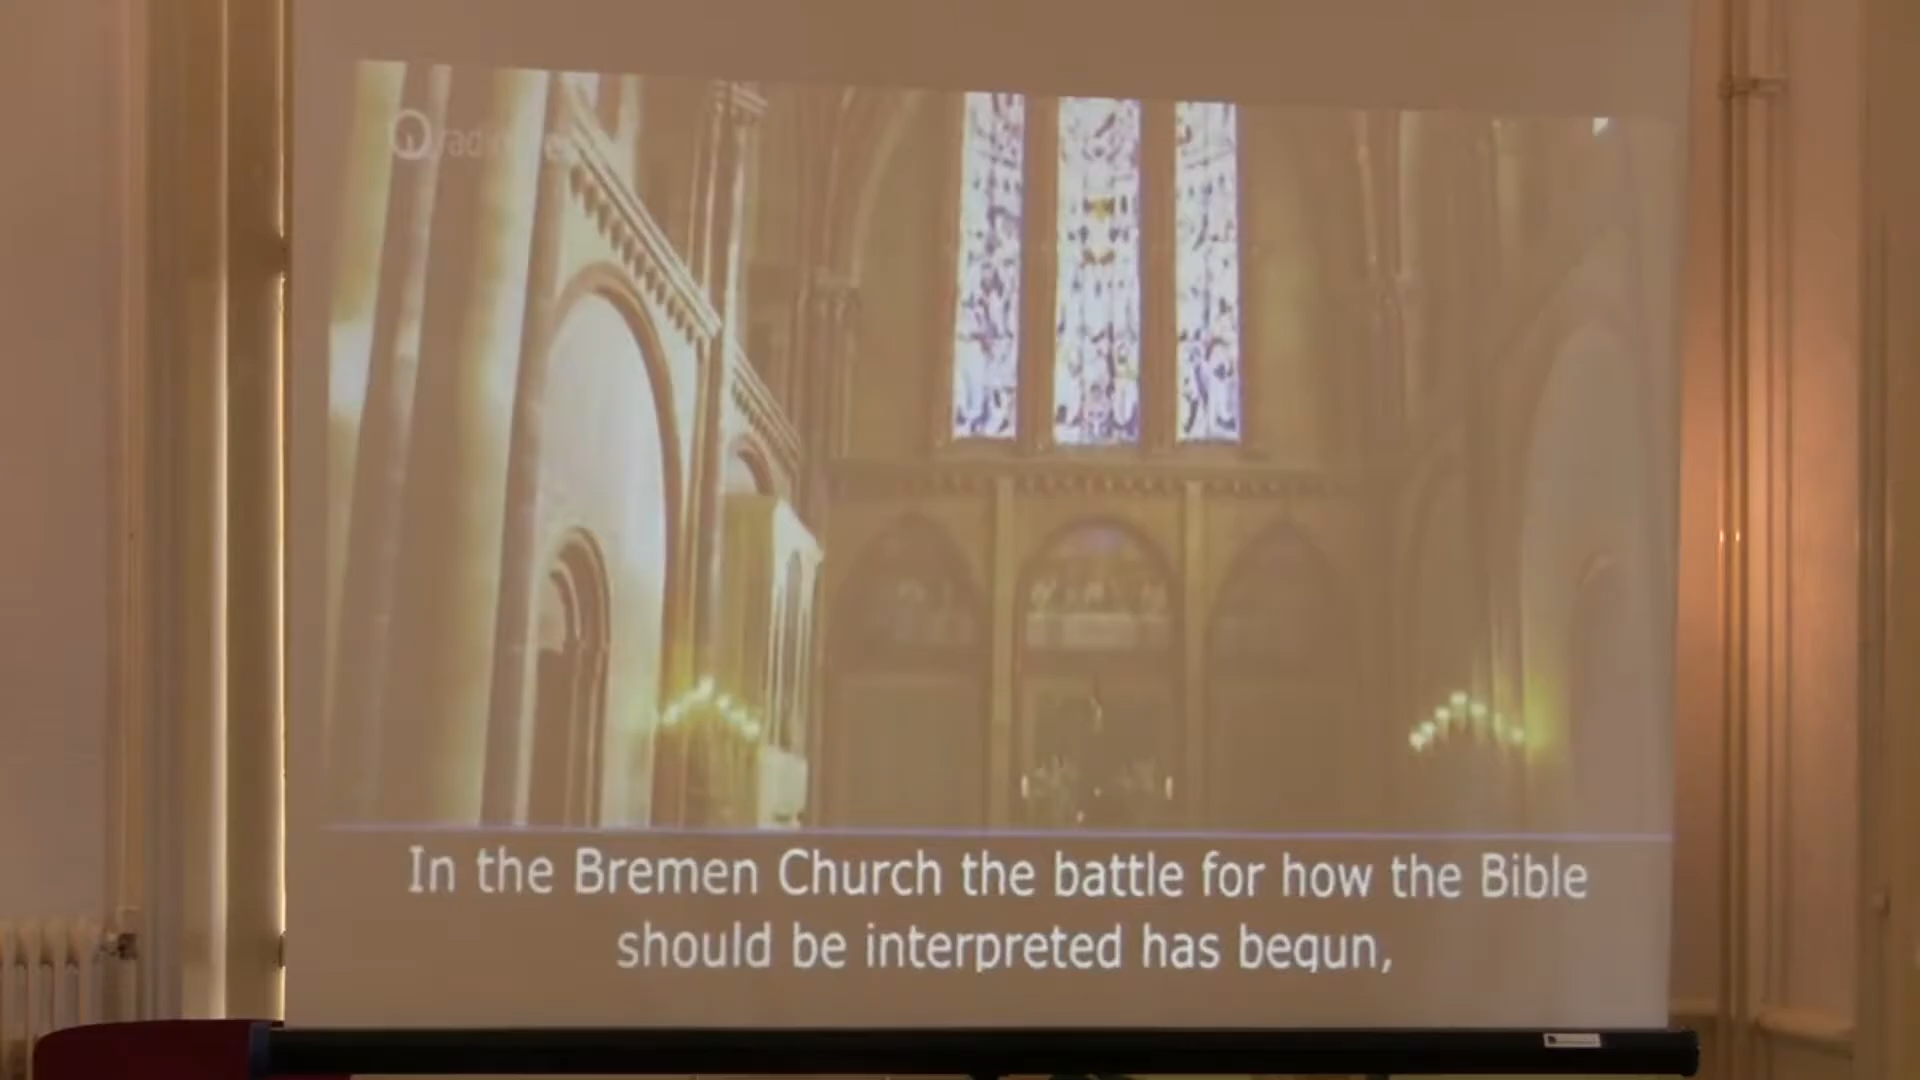 In the Bremen Church the battle for how the Bible
should be interpreted has begun,